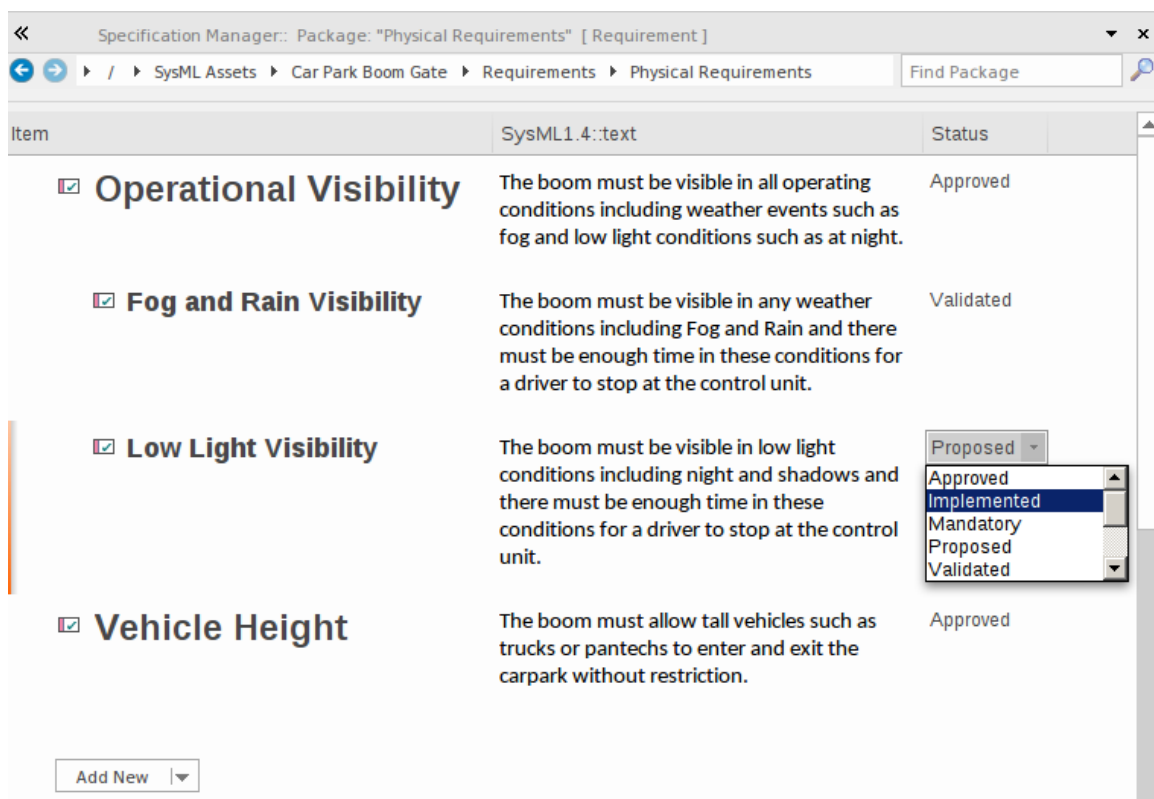 Specification Manager:: Package: "Physical Requirements" [ Requirement ]
/ SysML Assets Car Park Boom Gate Requirements Physical Requirements Find Package
Item SysML1.4::text Status
Operational Visibility
The boom must be visible in all operating
conditions including weather events such as
fog and low light conditions such as at night.
Approved
Fog and Rain Visibility
The boom must be visible in any weather
conditions including Fog and Rain and there
must be enough time in these conditions for
a driver to stop at the control unit.
Validated
Low Light Visibility
The boom must be visible in low light
conditions including night and shadows and
there must be enough time in these
conditions for a driver to stop at the control
unit.
Proposed
Approved
Implemented
Mandatory
Proposed
Validated
Vehicle Height
The boom must allow tall vehicles such as
trucks or pantechs to enter and exit the
carpark without restriction.
Approved
Add New